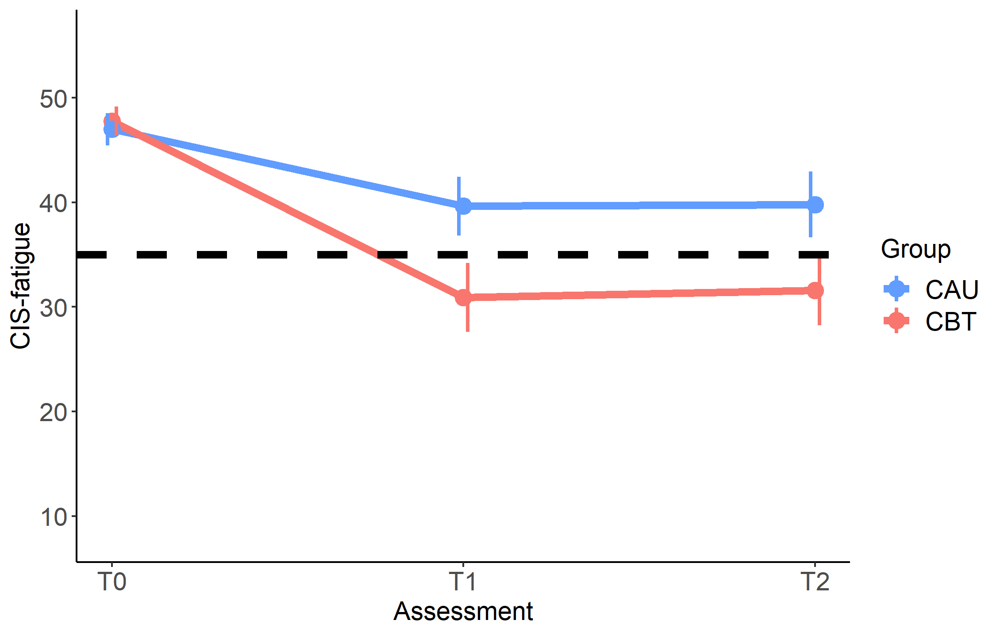 50
40
30
20
10
CIS-fatigue
T0
T1
T2
Assessment
Group
CAU
CBT